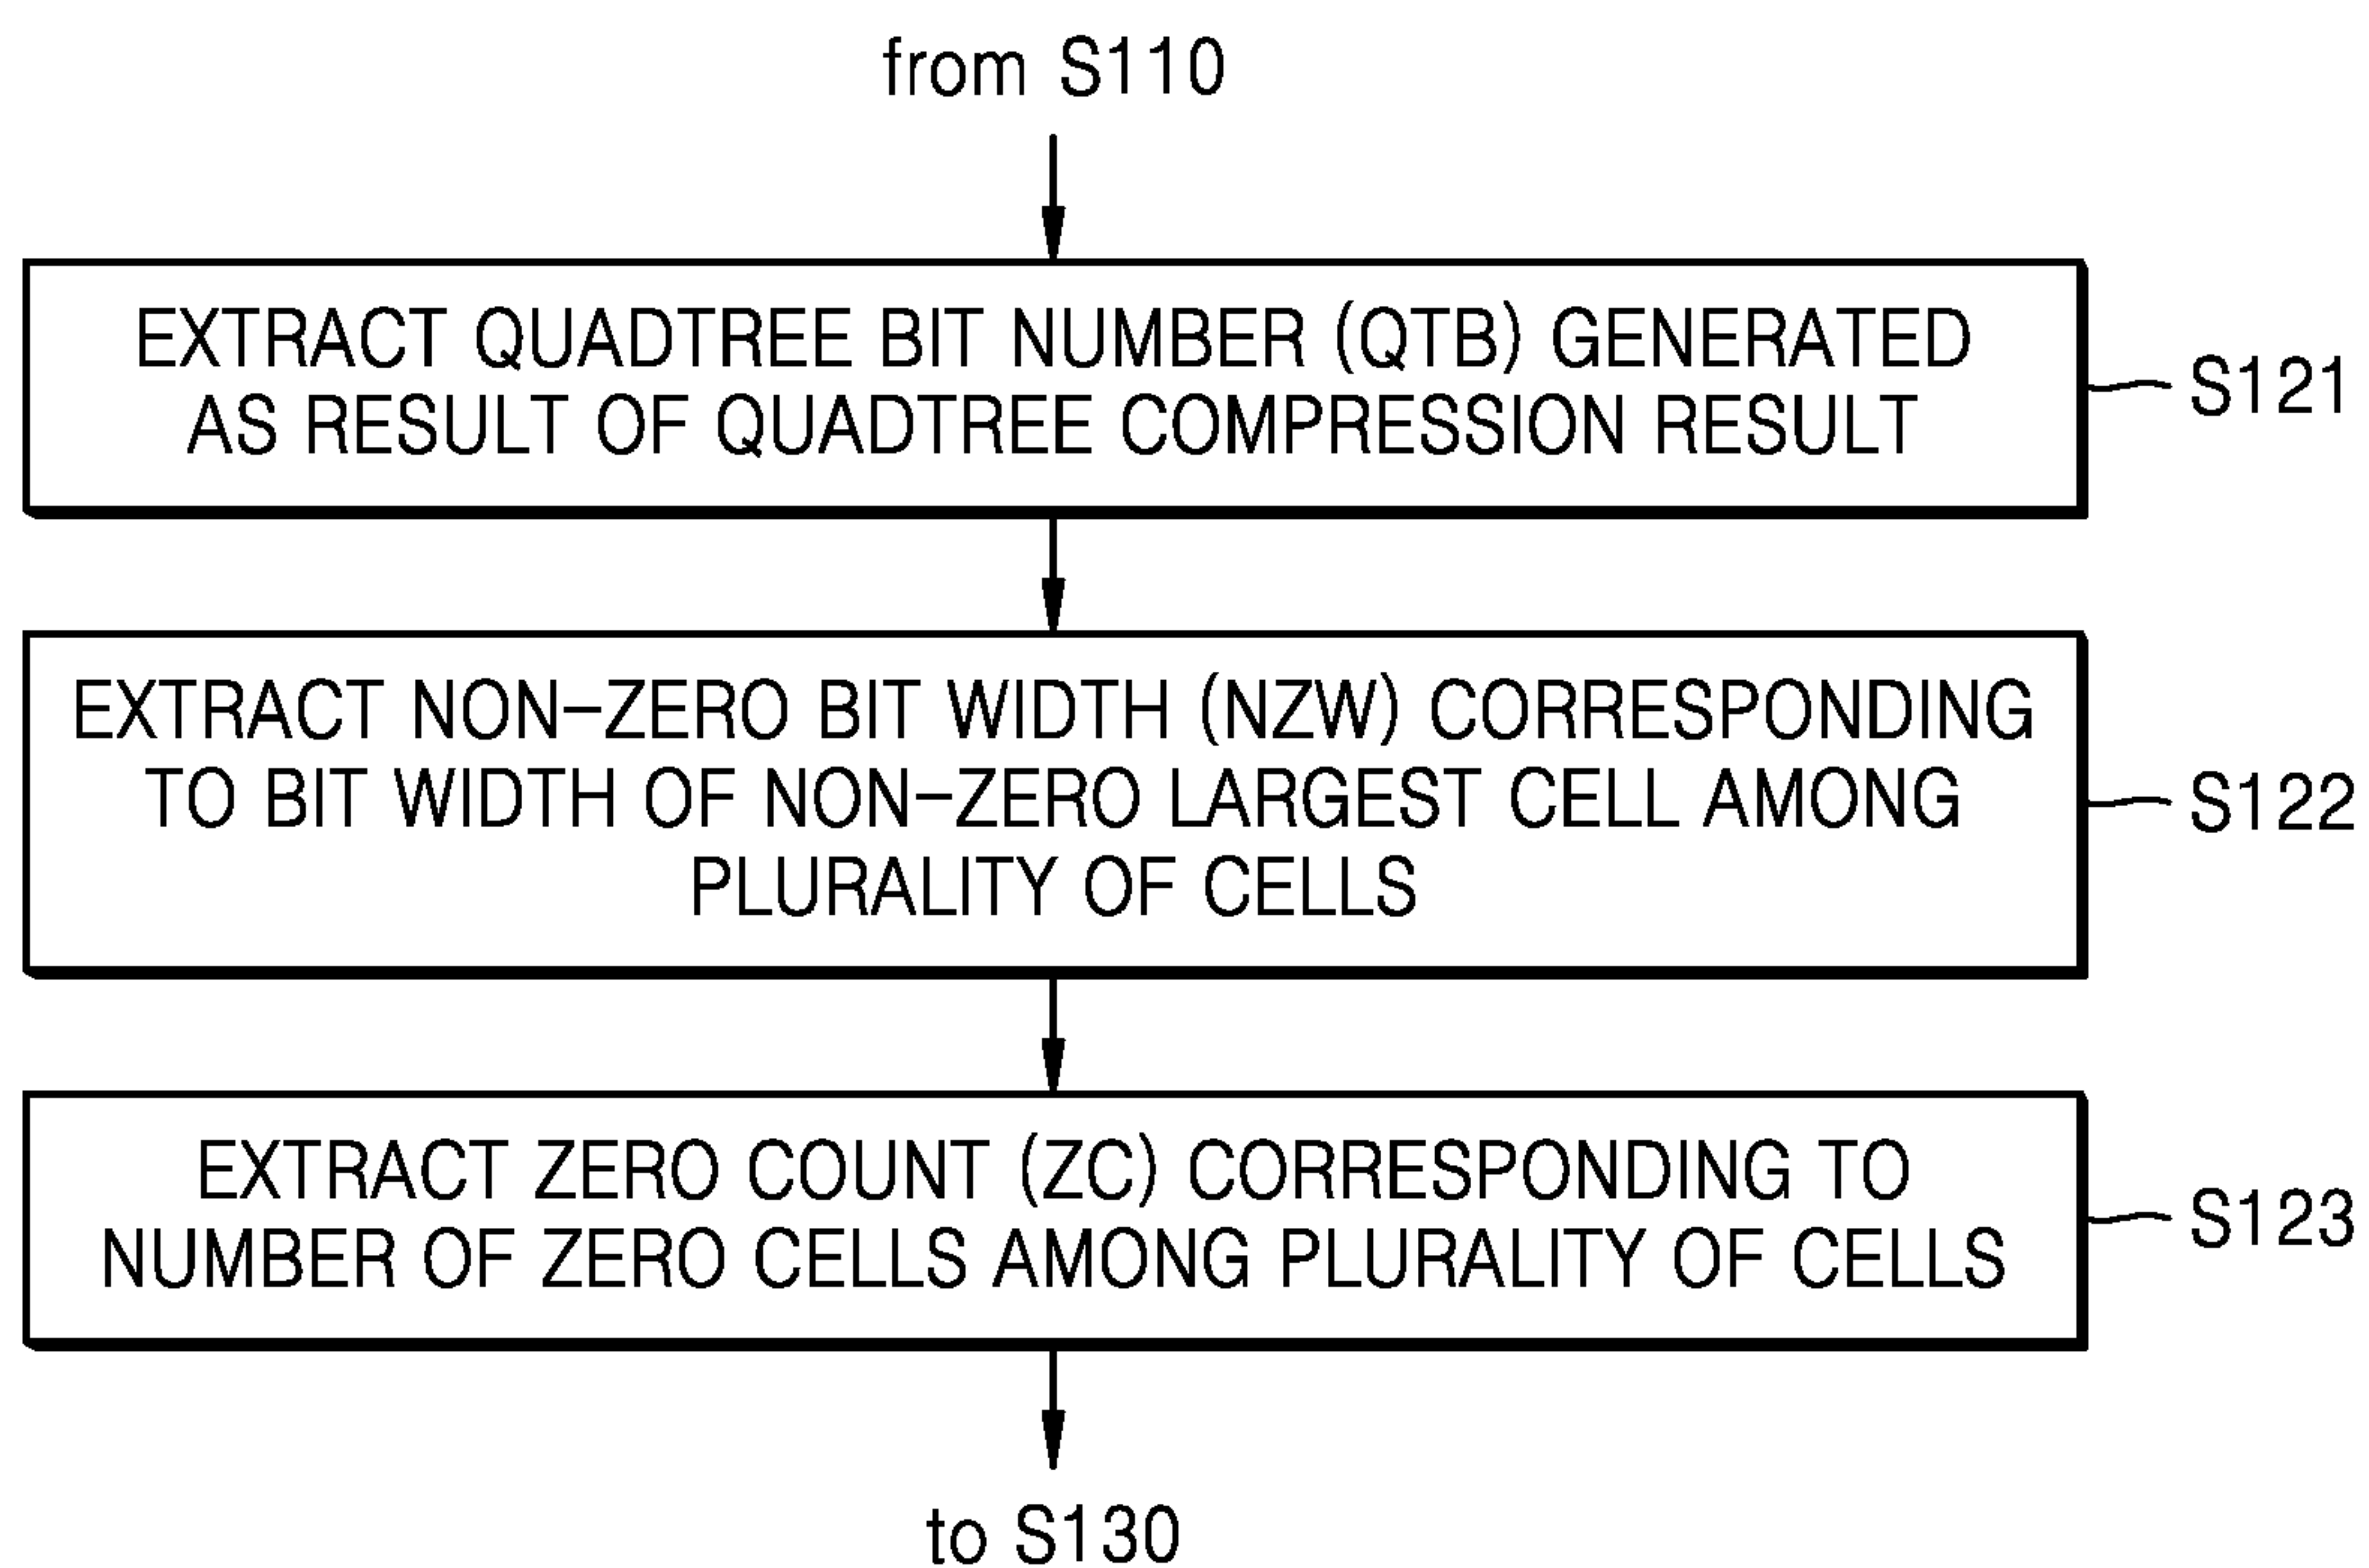 from S110
EXTRACT QUADTREE BIT NUMBER (QTB) GENERATED
AS RESULT OF QUADTREE COMPRESSION RESULT
S121
EXTRACT NON-ZERO BIT WIDTH (NZW) CORRESPONDING
TO BIT WIDTH OF NON-ZERO LARGEST CELL AMONG
PLURALITY OF CELLS
S122
EXTRACT ZERO COUNT (ZC) CORRESPONDING TO
NUMBER OF ZERO CELLS AMONG PLURALITY OF CELLS
S123
to S130